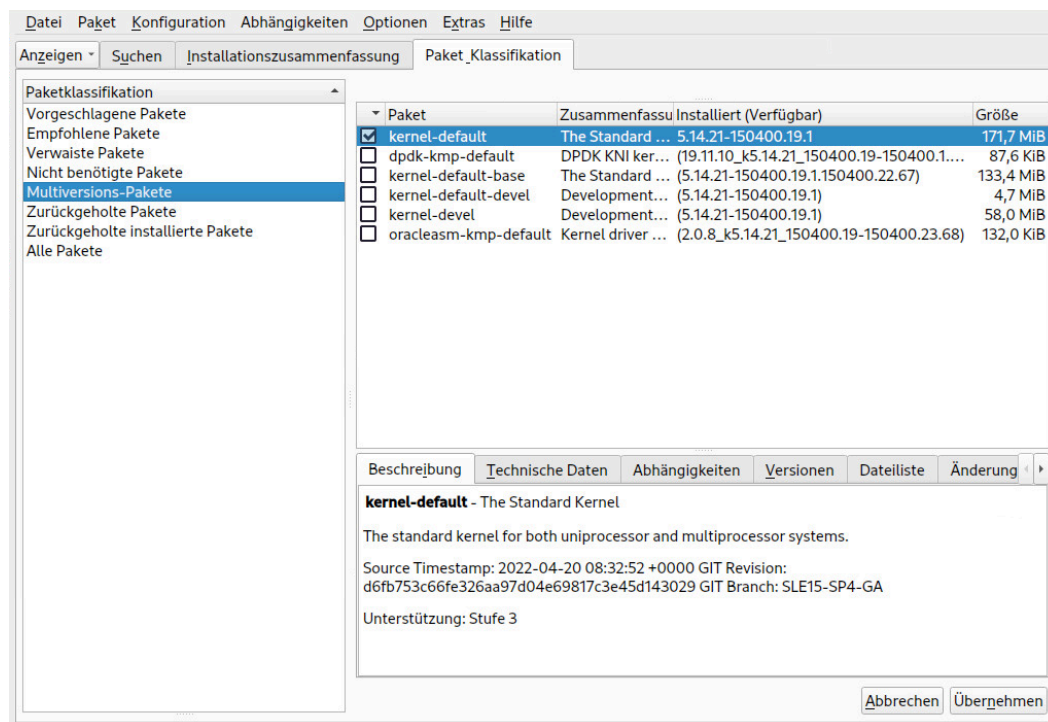 Datei Paket Konfiguration Abhängigkeiten Optionen Extras Hilfe
Anzeigen Suchen Installationszusammenfassung Paket_Klassifikation
Paketklassifikation
Vorgeschlagene Pakete
Empfohlene Pakete
Verwaiste Pakete
Nicht benötigte Pakete
Multiversions-Pakete
Zurückgeholte Pakete
Zurückgeholte installierte Pakete
Alle Pakete
Paket Zusammenfassu Installiert (Verfügbar) Größe
kernel-default The Standard ... 5.14.21-150400.19.1 171,7 MiB
dpdk-kmp-default DPDK KNI ker... (19.11.10_k5.14.21_150400.19-150400.1.... 87,6 KiB
kernel-default-base The Standard ... (5.14.21-150400.19.1.150400.22.67) 133,4 MiB
kernel-default-devel Development... (5.14.21-150400.19.1) 4,7 MiB
kernel-devel Development... (5.14.21-150400.19.1) 58,0 MiB
oracleasm-kmp-default Kernel driver ... (2.0.8_k5.14.21_150400.19-150400.23.68) 132,0 KiB
Beschreibung Technische Daten Abhängigkeiten Versionen Dateiliste Änderung
kernel-default - The Standard Kernel
The standard kernel for both uniprocessor and multiprocessor systems.
Source Timestamp: 2022-04-20 08:32:52 +0000 GIT Revision:
d6fb753c66fe326aa97d04e69817c3e45d143029 GIT Branch: SLE15-SP4-GA
Unterstützung: Stufe 3
Abbrechen Übernehmen